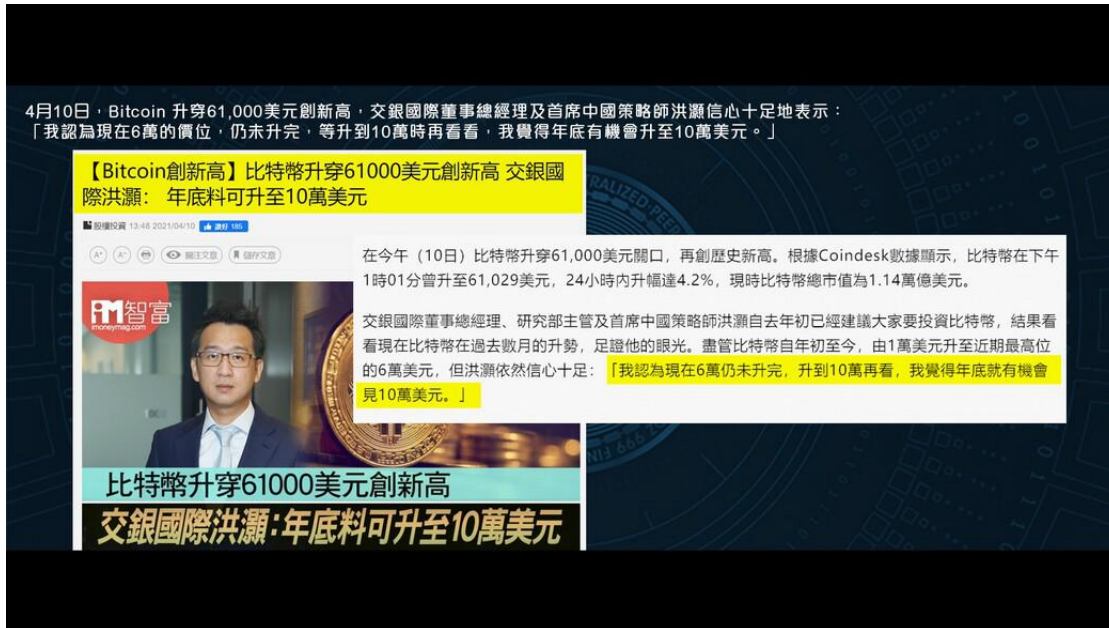 4月10日，Bitcoin 升穿61,000美元創新高，交銀國際董事總經理及首席中國策略師洪灝信心十足地表示：
「我認為現在6萬的價位，仍未升完，等升到10萬時再看看，我覺得年底有機會升至10萬美元。」
【Bitcoin創新高】比特幣升穿61000美元創新高 交銀國
際洪灝： 年底料可升至10萬美元
股權投資 13:46 2021/04/10 讚好 185
A+ A- 關注文章 儲存文章
iM智富
imoneymag.com
在今午（10日）比特幣升穿61,000美元關口，再創歷史新高。根據Coindesk數據顯示，比特幣在下午
1時01分曾升至61,029美元，24小時內升幅達4.2%，現時比特幣總市值為1.14萬億美元。
交銀國際董事總經理、研究部主管及首席中國策略師洪灝自去年初已經建議大家要投資比特幣，結果看
看現在比特幣在過去數月的升勢，足證他的眼光。盡管比特幣自年初至今，由1萬美元升至近期最高位
的6萬美元，但洪灝依然信心十足：「我認為現在6萬仍未升完，升到10萬再看，我覺得年底就有機會
見10萬美元。」
比特幣升穿61000美元創新高
交銀國際洪灝：年底料可升至10萬美元